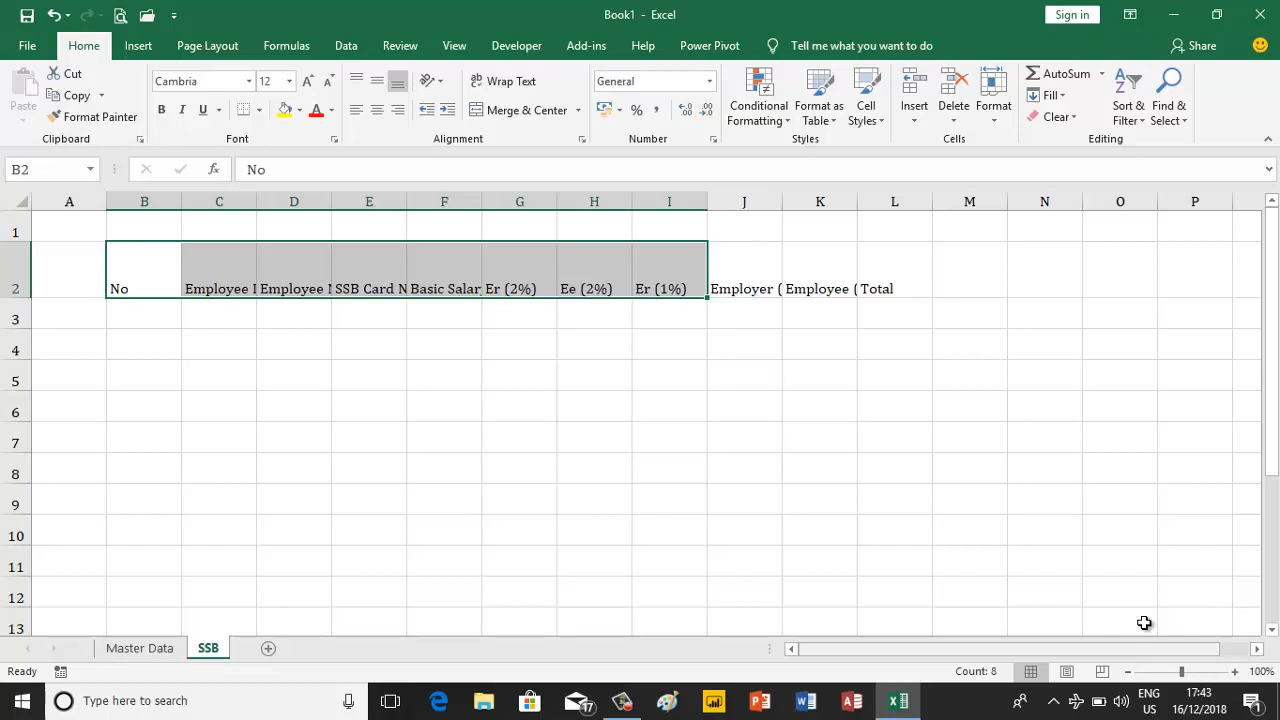 Book1 - Excel
Sign in
File Home Insert Page Layout Formulas Data Review View Developer Add-ins Help Power Pivot Tell me what you want to do Share
Paste
Cut
Copy
Format Painter
Clipboard
Cambria 12
B I U A
Font
Wrap Text
Merge & Center
Alignment
General
% ,
Number
Conditional Formatting
Format as Table
Cell Styles
Styles
Insert
Delete
Format
Cells
AutoSum
Fill
Clear
Sort & Filter
Find & Select
Editing
B2 fx No
A B C D E F G H I J K L M N O P
1
2 No Employee I Employee N SSB Card N Basic Salar Er (2%) Ee (2%) Er (1%) Employer ( Employee ( Total
3
4
5
6
7
8
9
10
11
12
13
Master Data SSB
Ready Count: 8 100%
Type here to search 17 ENG 17:43
US 16/12/2018 1